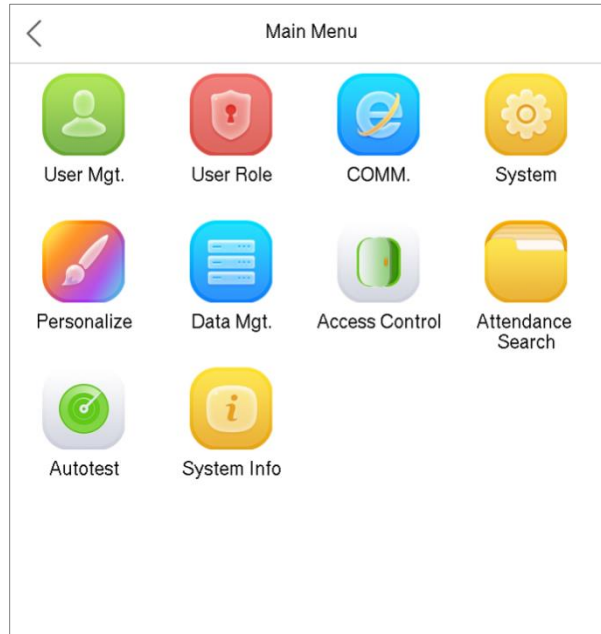 Main Menu
User Mgt.
User Role
COMM.
System
Personalize
Data Mgt.
Access Control
Attendance
Search
Autotest
System Info